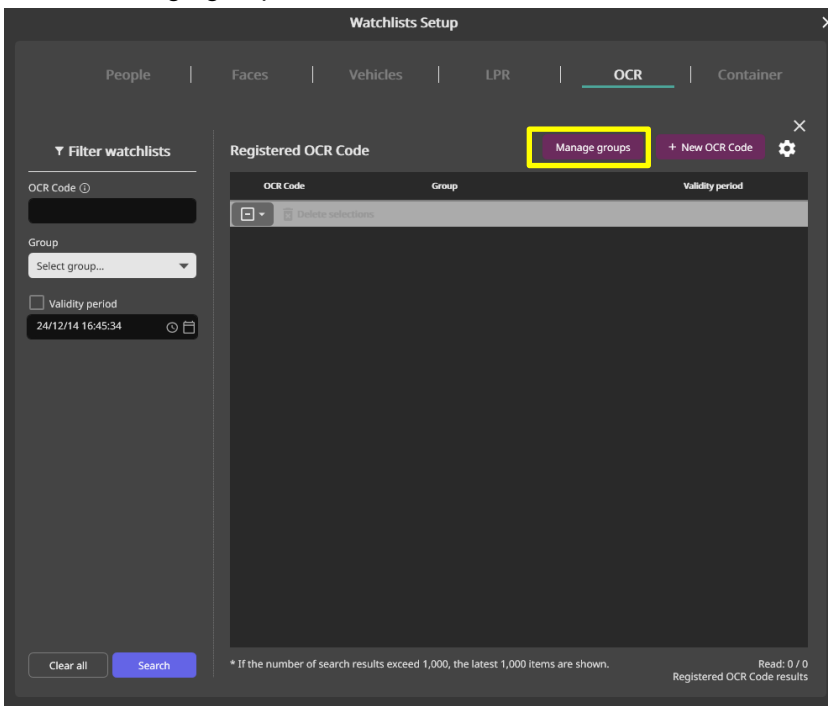 Watchlists Setup
People | Faces | Vehicles | LPR | OCR | Container
Filter watchlists
OCR Code
Group
Select group...
Validity period
24/12/14 16:45:34
Clear all
Search
Registered OCR Code
Manage groups
+ New OCR Code
OCR Code Group Validity period
Delete selections
* If the number of search results exceed 1,000, the latest 1,000 items are shown.
Read: 0 / 0
Registered OCR Code results